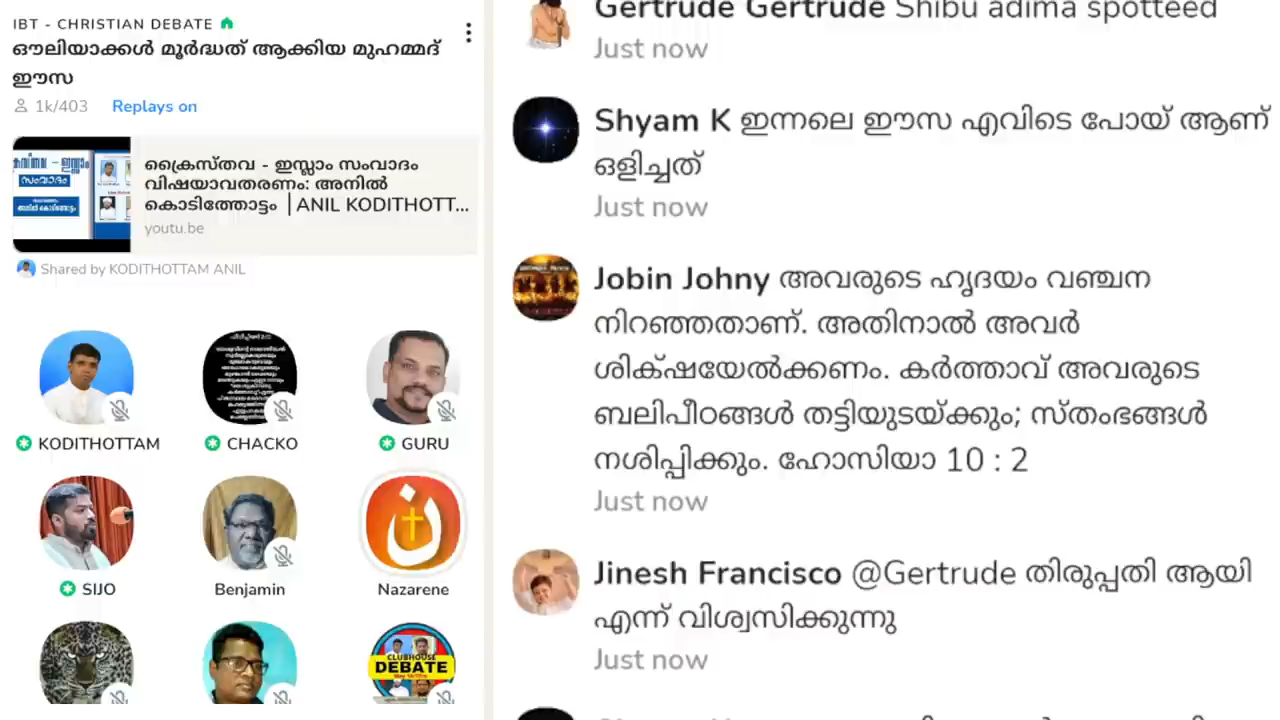 IBT - CHRISTIAN DEBATE
ഔലിയാക്കൾ മൂർദ്ധത് ആക്കിയ മുഹമ്മദ്
ഈസ
1k/403 Replays on
ക്രൈസ്തവ - ഇസ്ലാം സംവാദം
വിഷയാവതരണം: അനിൽ
കൊടിത്തോട്ടം |ANIL KODITHOTT...
youtu.be
സംവാദം
Shared by KODITHOTTAM ANIL
KODITHOTTAM
CHACKO
GURU
SIJO
Benjamin
Nazarene
CLUBHOUSE
DEBATE
Gertrude Gertrude Shibu adima spotteed
Just now
Shyam K ഇന്നലെ ഈസ എവിടെ പോയ് ആണ്
ഒളിച്ചത്
Just now
Jobin Johny അവരുടെ ഹൃദയം വഞ്ചന
നിറഞ്ഞതാണ്. അതിനാൽ അവർ
ശിക്‌ഷയേൽക്കണം. കർത്താവ് അവരുടെ
ബലിപീഠങ്ങൾ തട്ടിയുടയ്ക്കും; സ്തംഭങ്ങൾ
നശിപ്പിക്കും. ഹോസിയാ 10 : 2
Just now
Jinesh Francisco @Gertrude തിരുപ്പതി ആയി
എന്ന് വിശ്വസിക്കുന്നു
Just now